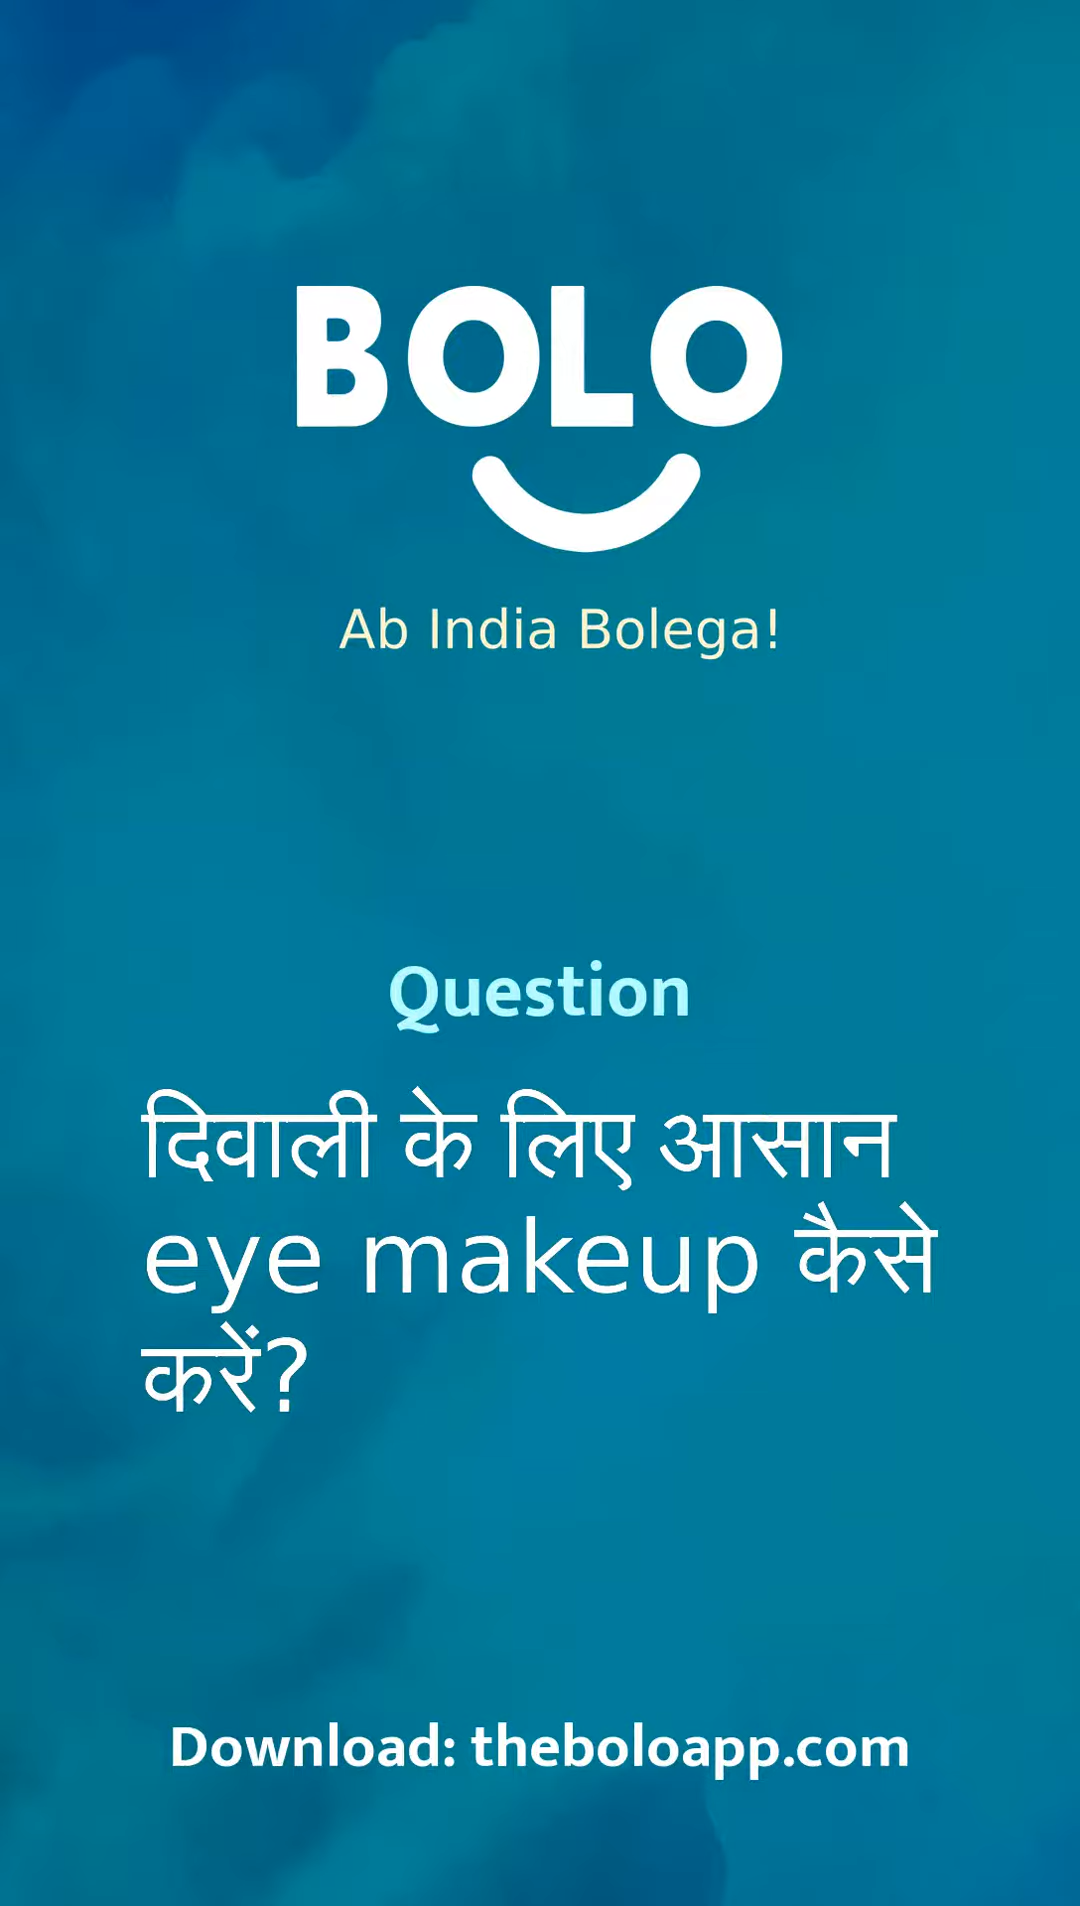 BOLO
Ab India Bolega!
Question
दिवाली के लिए आसान
eye makeup कैसे
करें?
Download: theboloapp.com